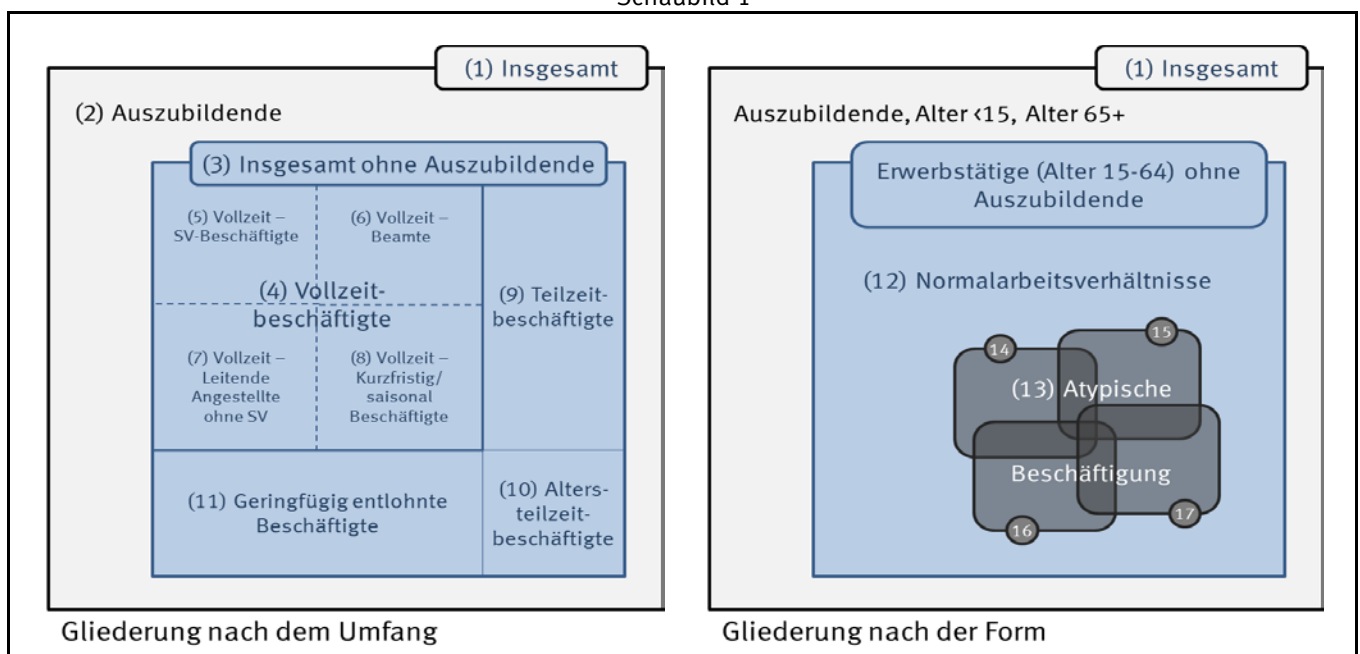 Schaubild 1
(1) Insgesamt
(2) Auszubildende
(3) Insgesamt ohne Auszubildende
(5) Vollzeit –
SV-Beschäftigte
(6) Vollzeit –
Beamte
(4) Vollzeit-
beschäftigte
(9) Teilzeit-
beschäftigte
(7) Vollzeit –
Leitende
Angestellte
ohne SV
(8) Vollzeit –
Kurzfristig/
saisonal
Beschäftigte
(11) Geringfügig entlohnte
Beschäftigte
(10) Alters-
teilzeit-
beschäftigte
Gliederung nach dem Umfang
(1) Insgesamt
Auszubildende, Alter <15, Alter 65+
Erwerbstätige (Alter 15-64) ohne
Auszubildende
(12) Normalarbeitsverhältnisse
14
15
(13) Atypische
Beschäftigung
16
17
Gliederung nach der Form